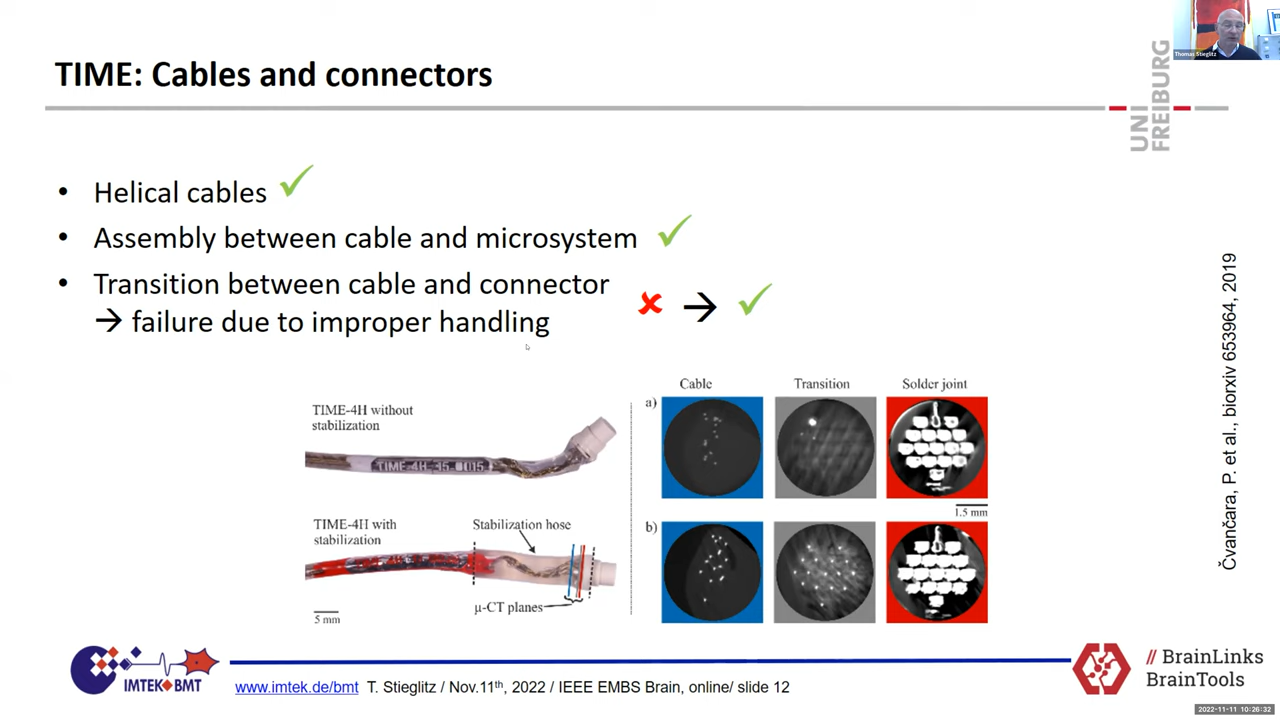 Thomas Stieglitz
TIME: Cables and connectors
UNI
FREIBURG
• Helical cables ✓
• Assembly between cable and microsystem ✓
• Transition between cable and connector
→ failure due to improper handling ✘ → ✓
Čvančara, P. et al., biorxiv 653964, 2019
TIME-4H without
stabilization
TIME-4H-35-0015
TIME-4H with
stabilization
Stabilization hose
μ-CT planes
5 mm
Cable Transition Solder joint
a)
1.5 mm
b)
IMTEK BMT
www.imtek.de/bmt T. Stieglitz / Nov.11th, 2022 / IEEE EMBS Brain, online/ slide 12
// BrainLinks
BrainTools
2022-11-11 10:26:32